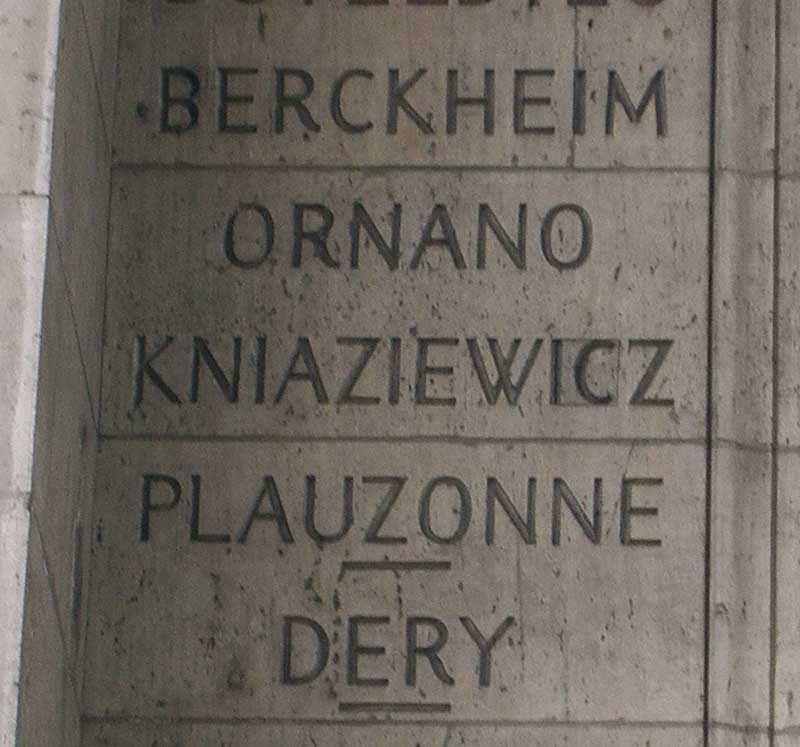 BERCKHEIM
ORNANO
KNIAZIEWICZ
PLAUZONNE
DERY